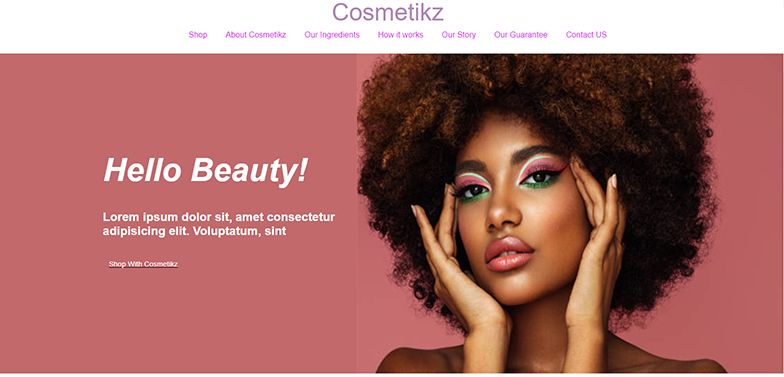 Cosmetikz
Shop About Cosmetikz Our Ingredients How it works Our Story Our Guarantee Contact US
Hello Beauty!
Lorem ipsum dolor sit, amet consectetur
adipisicing elit. Voluptatum, sint
Shop With Cosmetikz